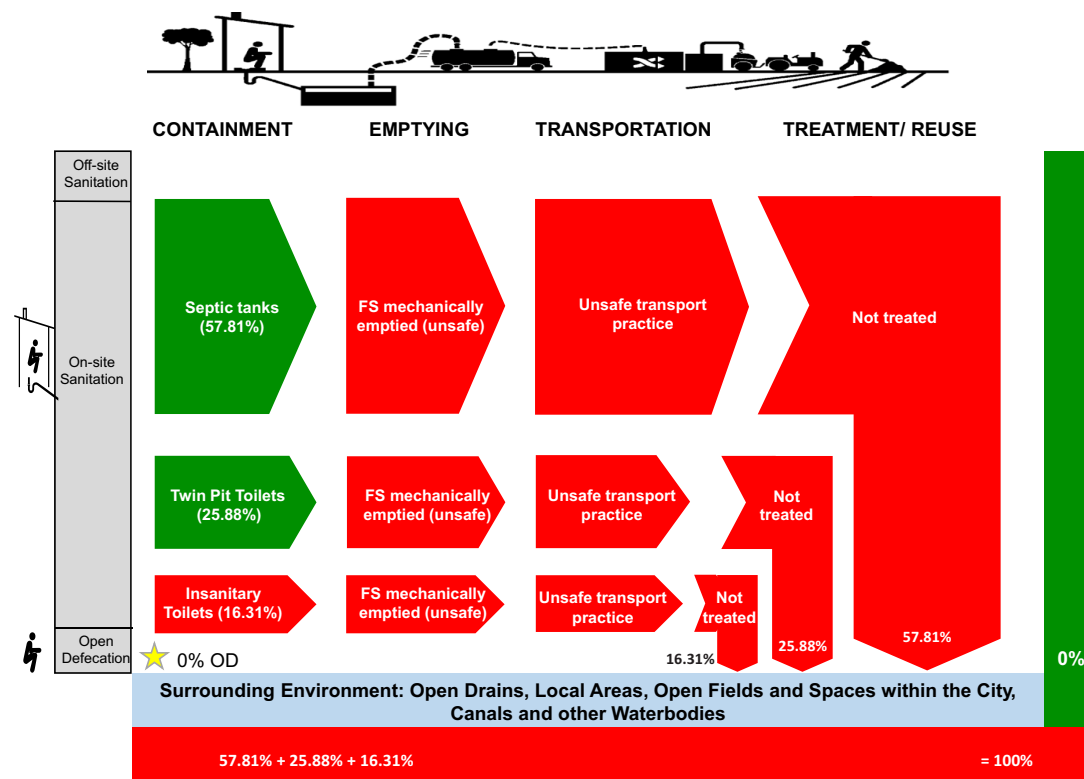 CONTAINMENT
EMPTYING
TRANSPORTATION
TREATMENT/ REUSE
Off-site
Sanitation
On-site
Sanitation
Open
Defecation
Septic tanks
(57.81%)
FS mechanically
emptied (unsafe)
Unsafe transport
practice
Not treated
Twin Pit Toilets
(25.88%)
FS mechanically
emptied (unsafe)
Unsafe transport
practice
Not
treated
Insanitary
Toilets (16.31%)
FS mechanically
emptied (unsafe)
Unsafe transport
practice
Not
treated
0% OD
16.31%
25.88%
57.81%
0%
Surrounding Environment: Open Drains, Local Areas, Open Fields and Spaces within the City,
Canals and other Waterbodies
57.81% + 25.88% + 16.31%
= 100%